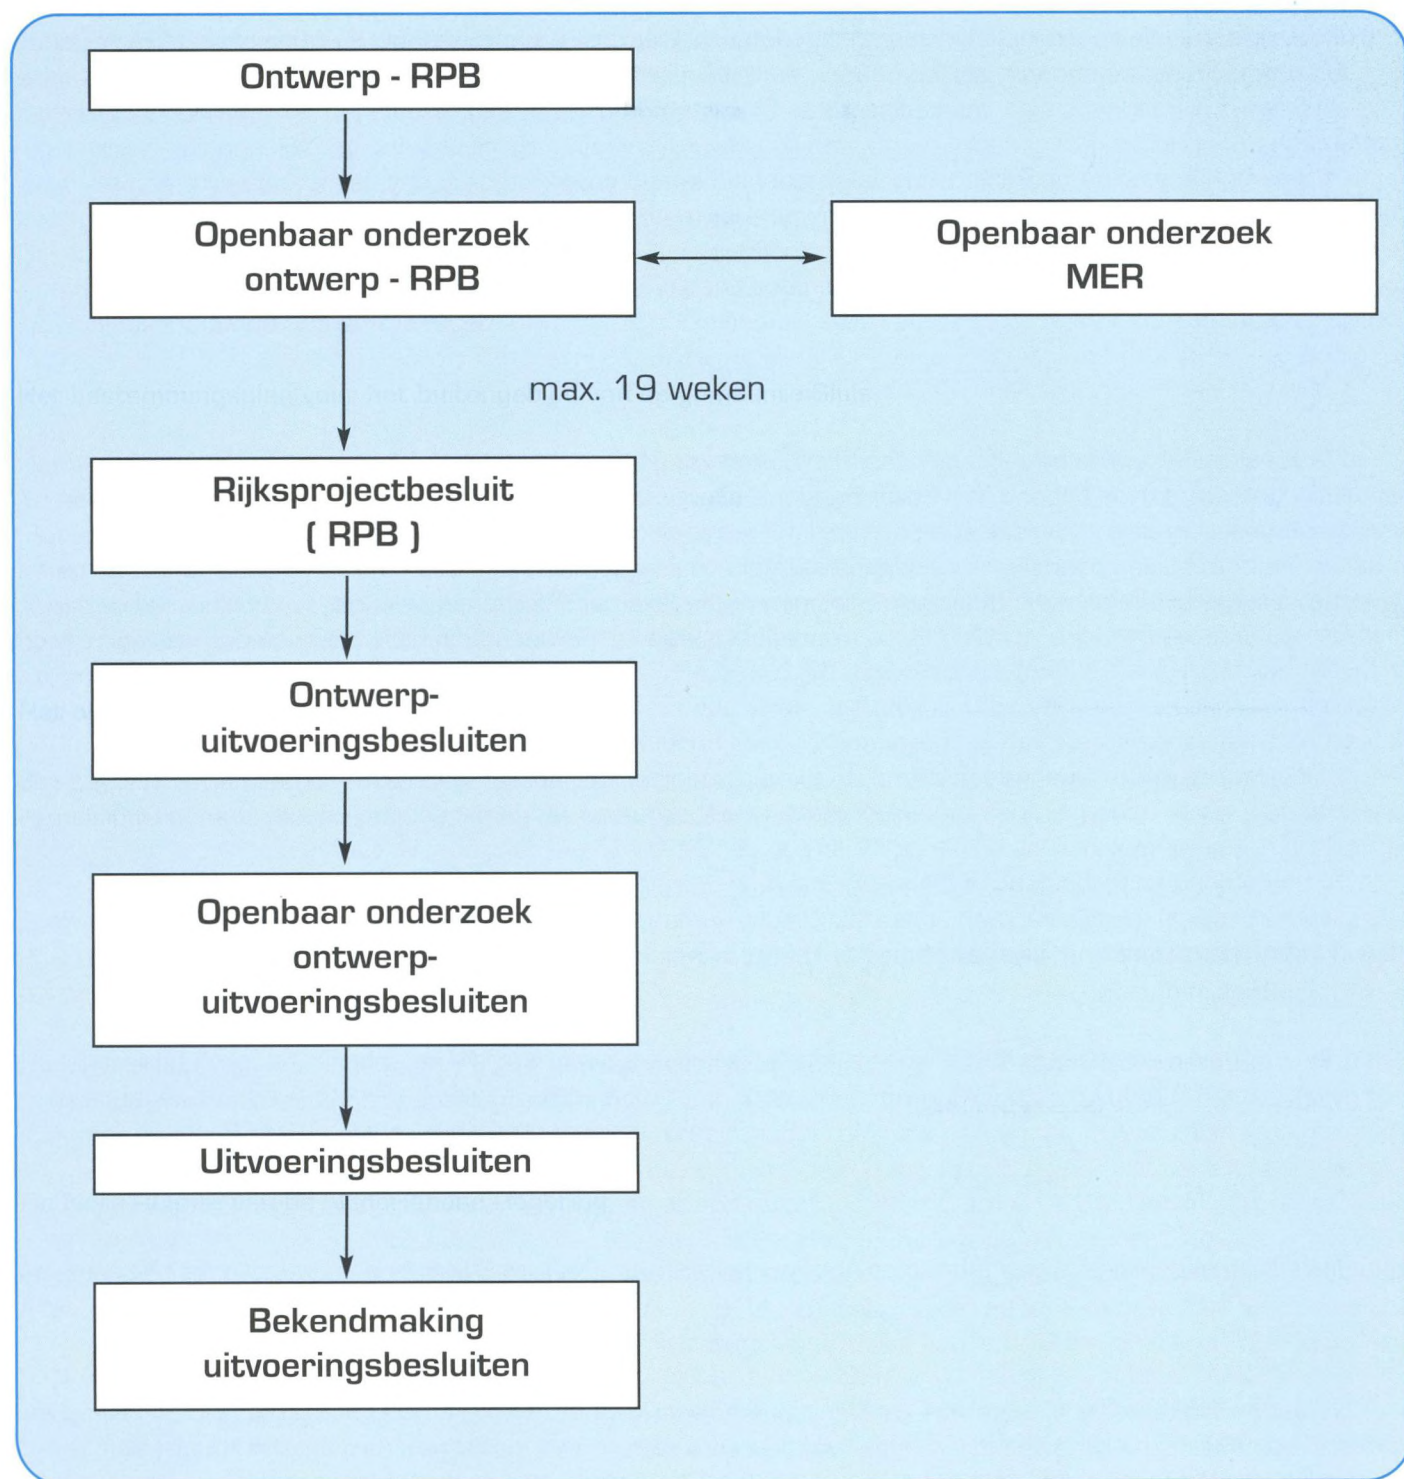 Ontwerp - RPB
Openbaar onderzoek
ontwerp - RPB
Openbaar onderzoek
MER
max. 19 weken
Rijksprojectbesluit
( RPB )
Ontwerp-
uitvoeringsbesluiten
Openbaar onderzoek
ontwerp-
uitvoeringsbesluiten
Uitvoeringsbesluiten
Bekendmaking
uitvoeringsbesluiten